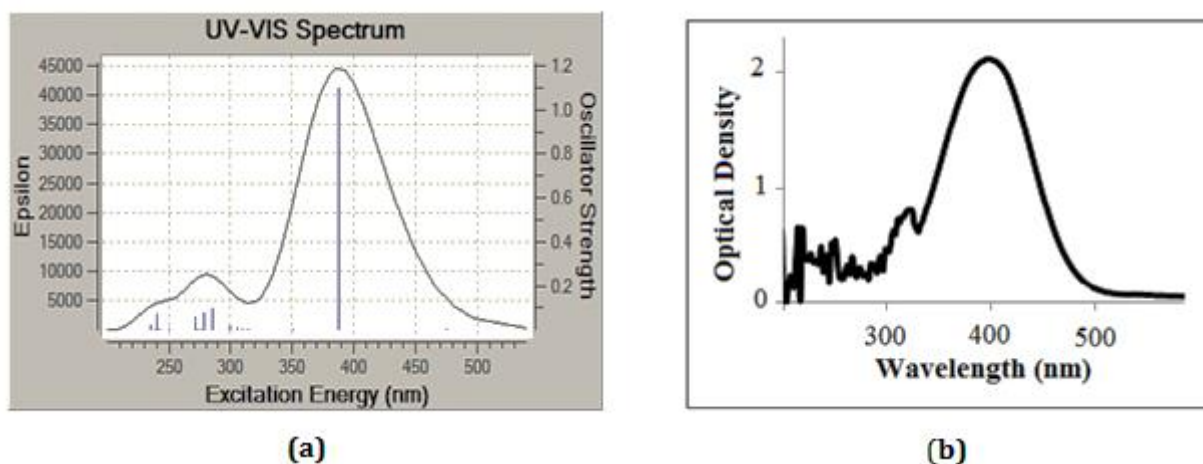 UV-VIS Spectrum
Epsilon
45000
40000
35000
30000
25000
20000
15000
10000
5000
1.2
1.0
0.8
0.6
0.4
0.2
Oscillator Strength
250 300 350 400 450 500
Excitation Energy (nm)
(a)
Optical Density
2
1
0
300 400 500
Wavelength (nm)
(b)